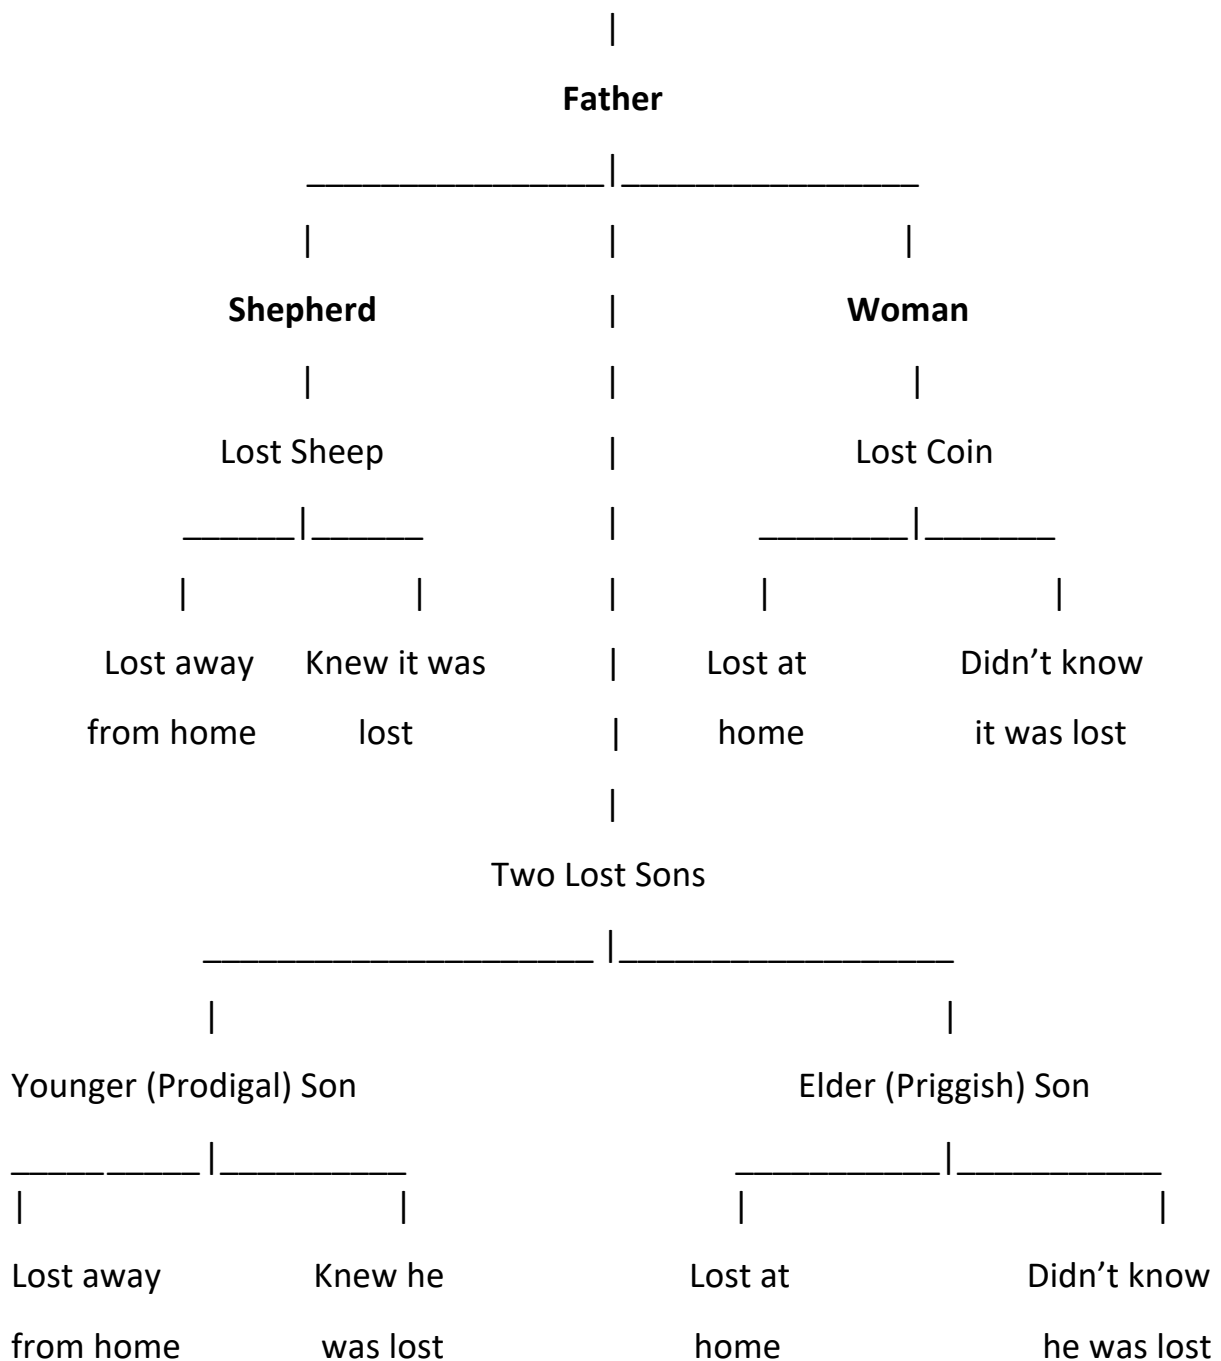 Father
Shepherd Woman
Lost Sheep Lost Coin
Lost away Knew it was Lost at Didn’t know
from home lost home it was lost
Two Lost Sons
Younger (Prodigal) Son Elder (Priggish) Son
Lost away Knew he Lost at Didn’t know
from home was lost home he was lost